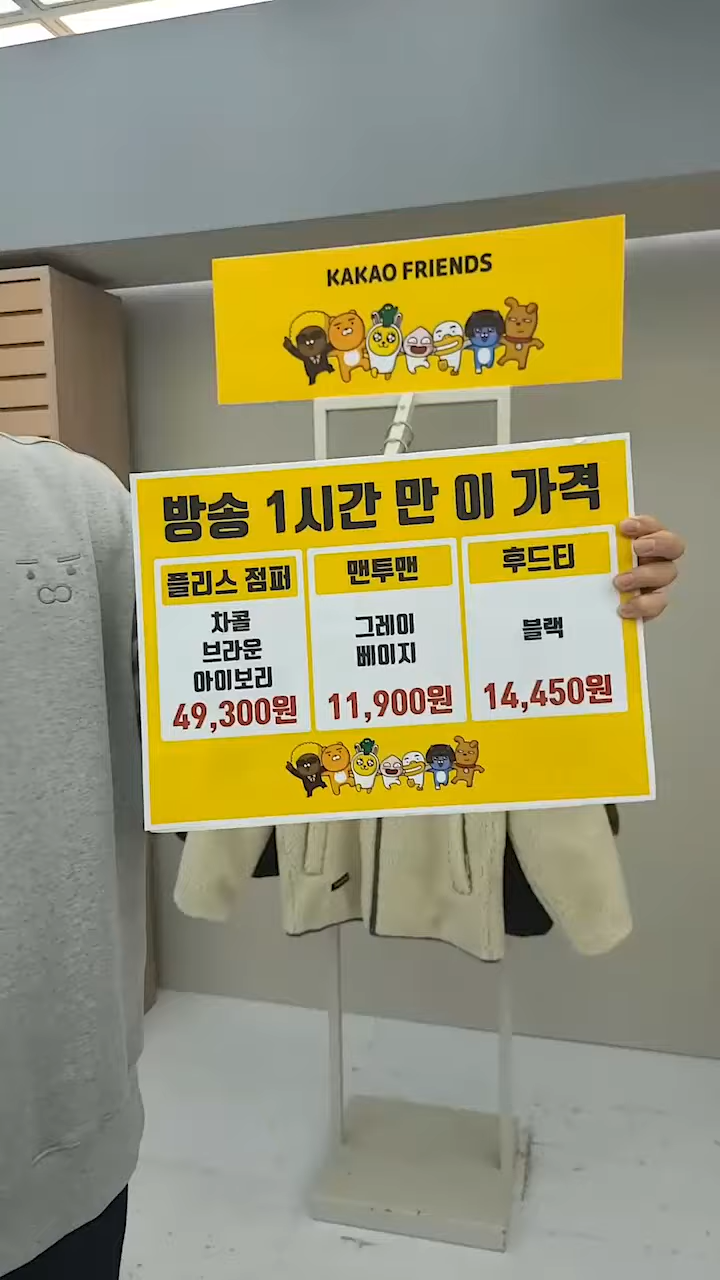 KAKAO FRIENDS
방송 1시간 만 이 가격
플리스 점퍼
차콜
브라운
아이보리
49,300원
맨투맨
그레이
베이지
11,900원
후드티
블랙
14,450원